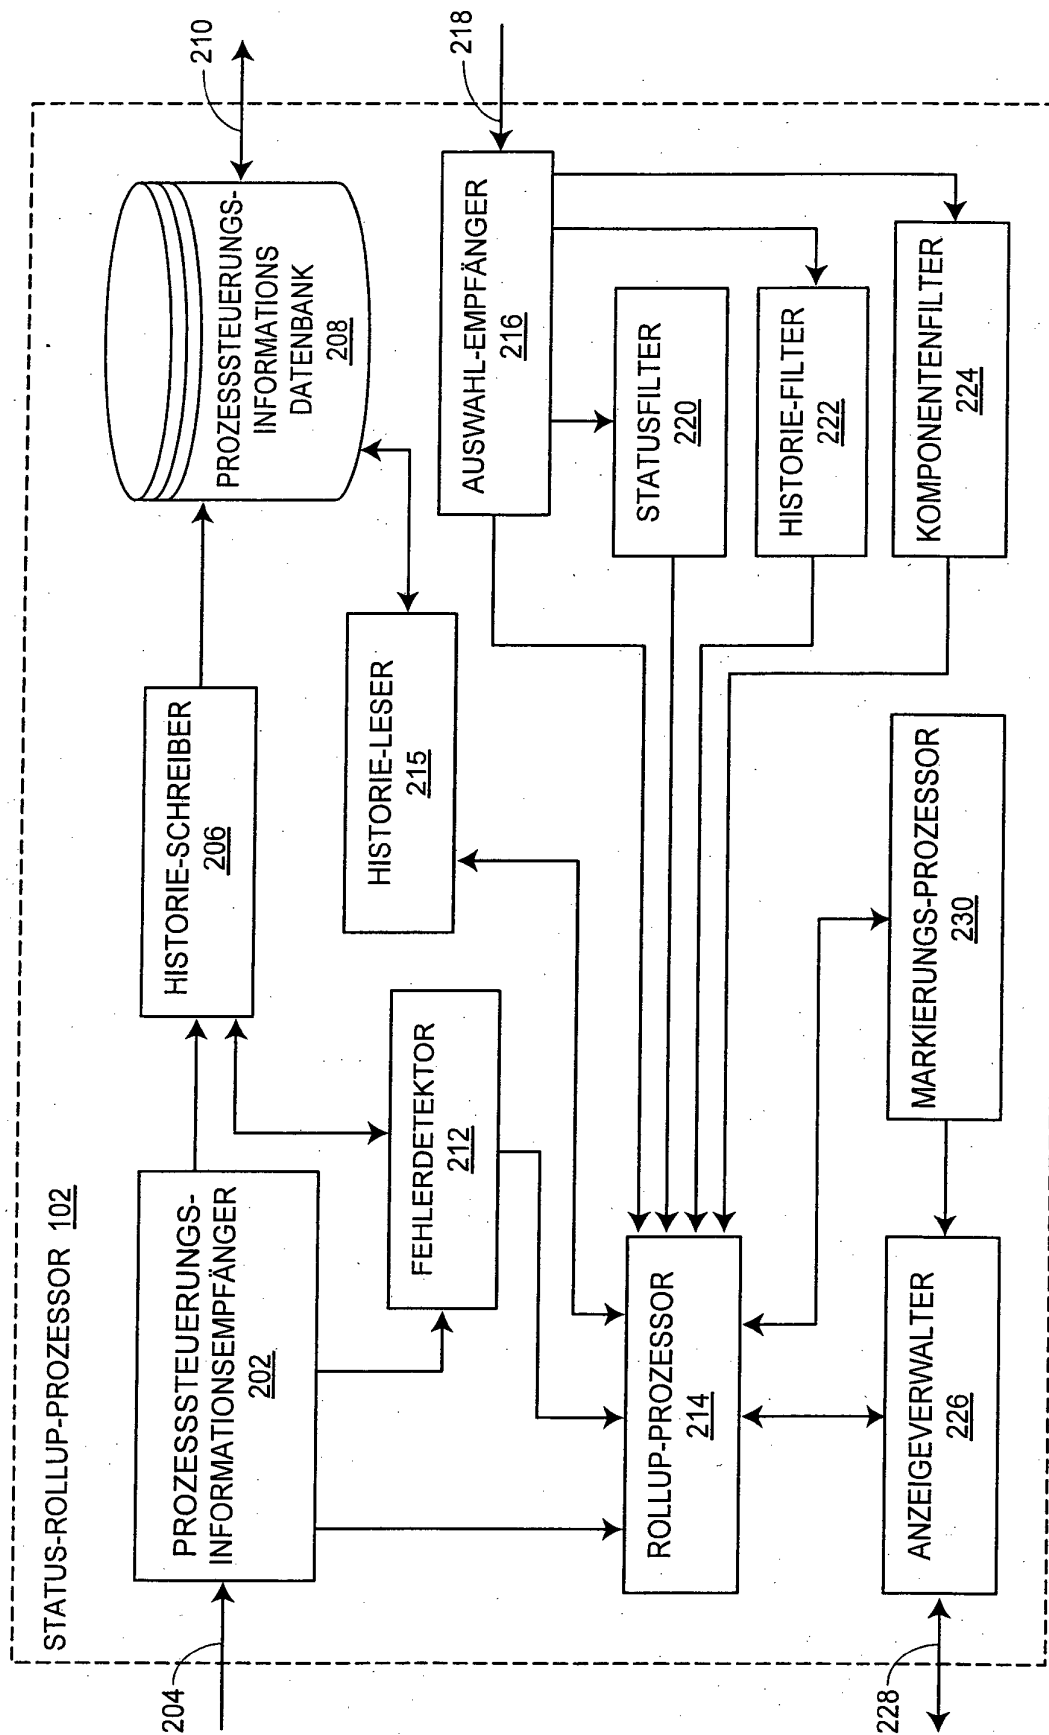 STATUS-ROLLUP-PROZESSOR 102
204
PROZESSSTEUERUNGS-
INFORMATIONSEMPFÄNGER
202
HISTORIE-SCHREIBER
206
PROZESSSTEUERUNGS-
INFORMATIONS
DATENBANK
208
210
FEHLERDETEKTOR
212
HISTORIE-LESER
215
AUSWAHL-EMPFÄNGER
216
218
STATUSFILTER
220
HISTORIE-FILTER
222
KOMPONENTENFILTER
224
ROLLUP-PROZESSOR
214
MARKIERUNGS-PROZESSOR
230
ANZEIGEVERWALTER
226
228